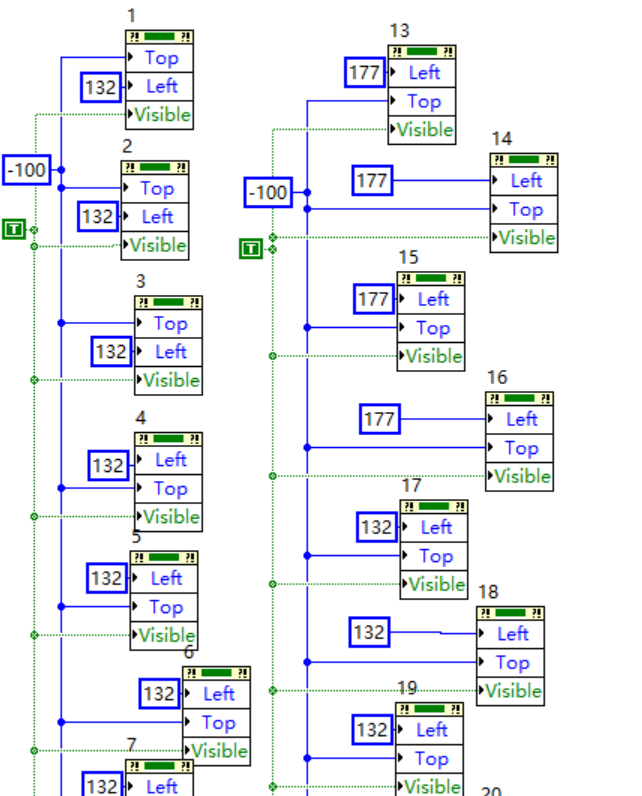 1
Top
132 Left
Visible
2
-100
Top
132 Left
T
Visible
3
Top
132 Left
Visible
4
132 Left
Top
Visible
5
132 Left
Top
Visible
6
132 Left
Top
Visible
7
132 Left
13
177 Left
Top
Visible
14
177 Left
-100
Top
T
Visible
15
177 Left
Top
Visible
16
177 Left
Top
Visible
17
132 Left
Top
Visible
18
132 Left
Top
Visible
19
132 Left
Top
Visible
20